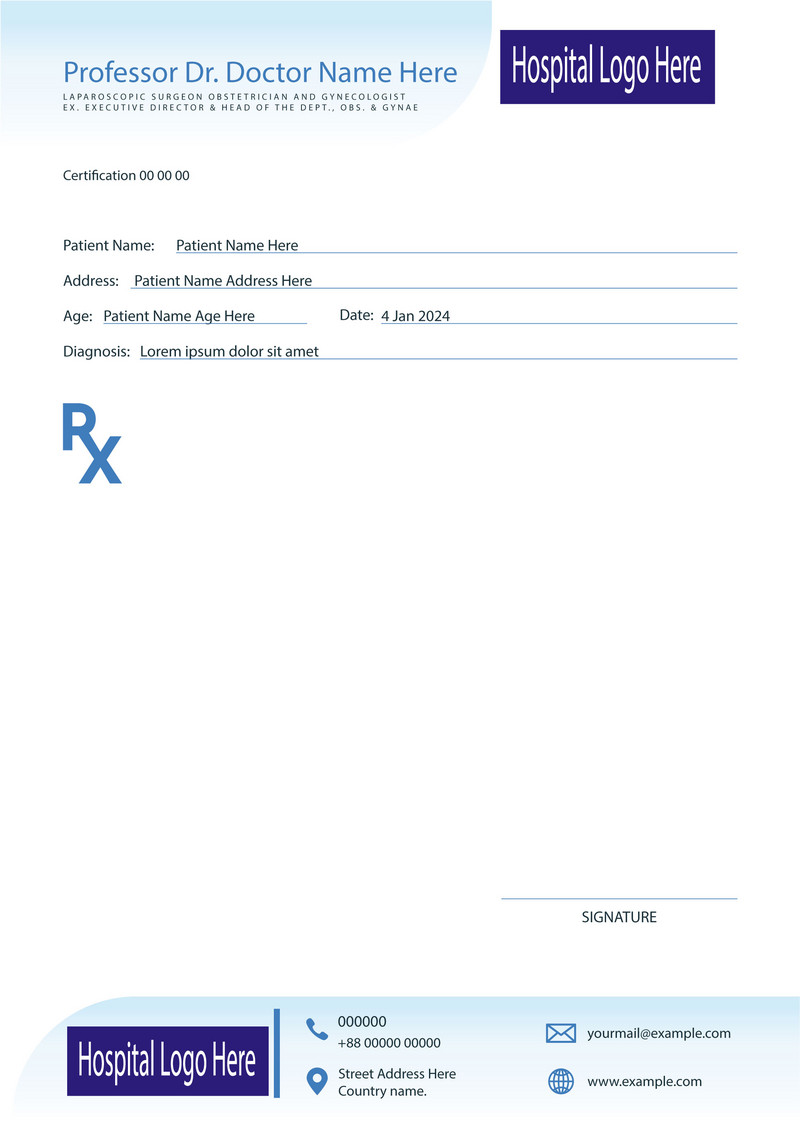 Professor Dr. Doctor Name Here
LAPAROSCOPIC SURGEON OBSTETRICIAN AND GYNECOLOGIST
EX. EXECUTIVE DIRECTOR & HEAD OF THE DEPT., OBS. & GYNAE
Hospital Logo Here
Certification 00 00 00
Patient Name: Patient Name Here
Address: Patient Name Address Here
Age: Patient Name Age Here Date: 4 Jan 2024
Diagnosis: Lorem ipsum dolor sit amet
Rx
SIGNATURE
Hospital Logo Here
000000
+88 00000 00000
Street Address Here
Country name.
yourmail@example.com
www.example.com